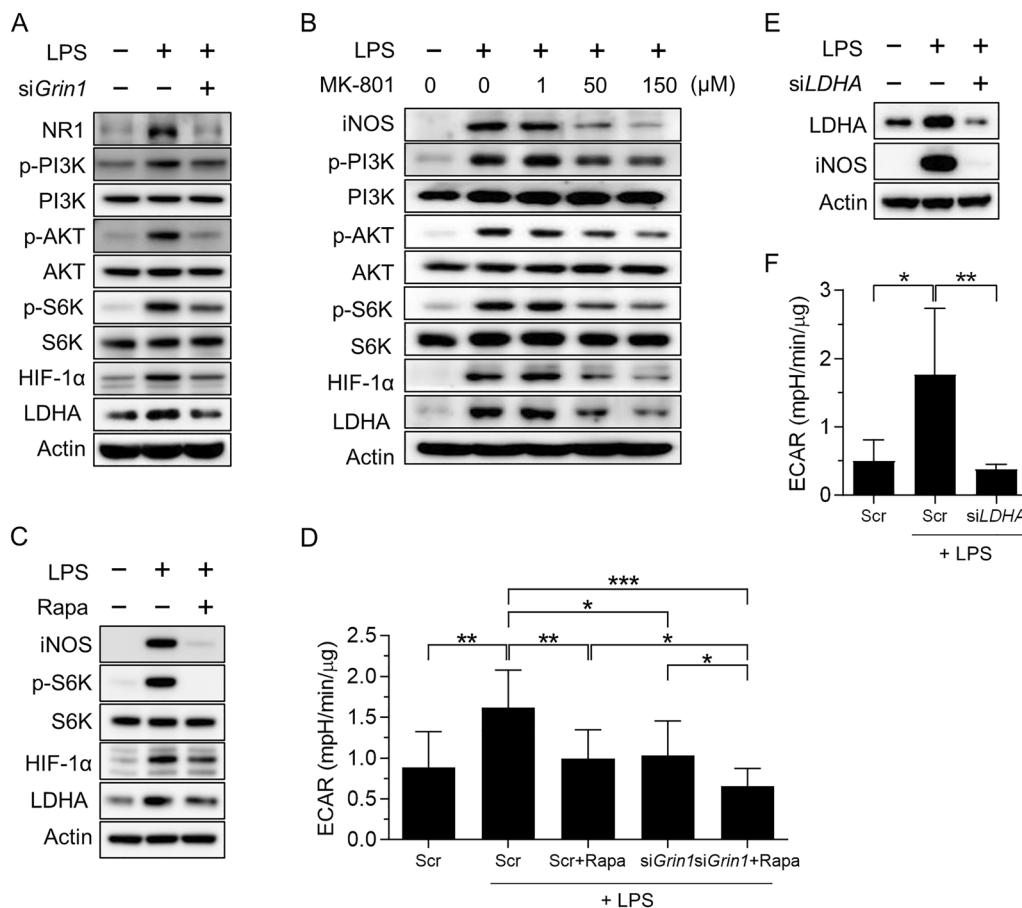 A
LPS − + +
siGrin1 − − +
NR1
p-PI3K
PI3K
p-AKT
AKT
p-S6K
S6K
HIF-1α
LDHA
Actin
B
LPS − + + + +
MK-801 0 0 1 50 150 (μM)
iNOS
p-PI3K
PI3K
p-AKT
AKT
p-S6K
S6K
HIF-1α
LDHA
Actin
E
LPS − + +
siLDHA − − +
LDHA
iNOS
Actin
F
* **
3
2
1
0
ECAR (mpH/min/μg)
Scr Scr siLDHA
+ LPS
C
LPS − + +
Rapa − − +
iNOS
p-S6K
S6K
HIF-1α
LDHA
Actin
D
***
*
** ** *
*
2.5
2.0
1.5
1.0
0.5
0.0
ECAR (mpH/min/μg)
Scr Scr Scr+Rapa siGrin1 siGrin1+Rapa
+ LPS